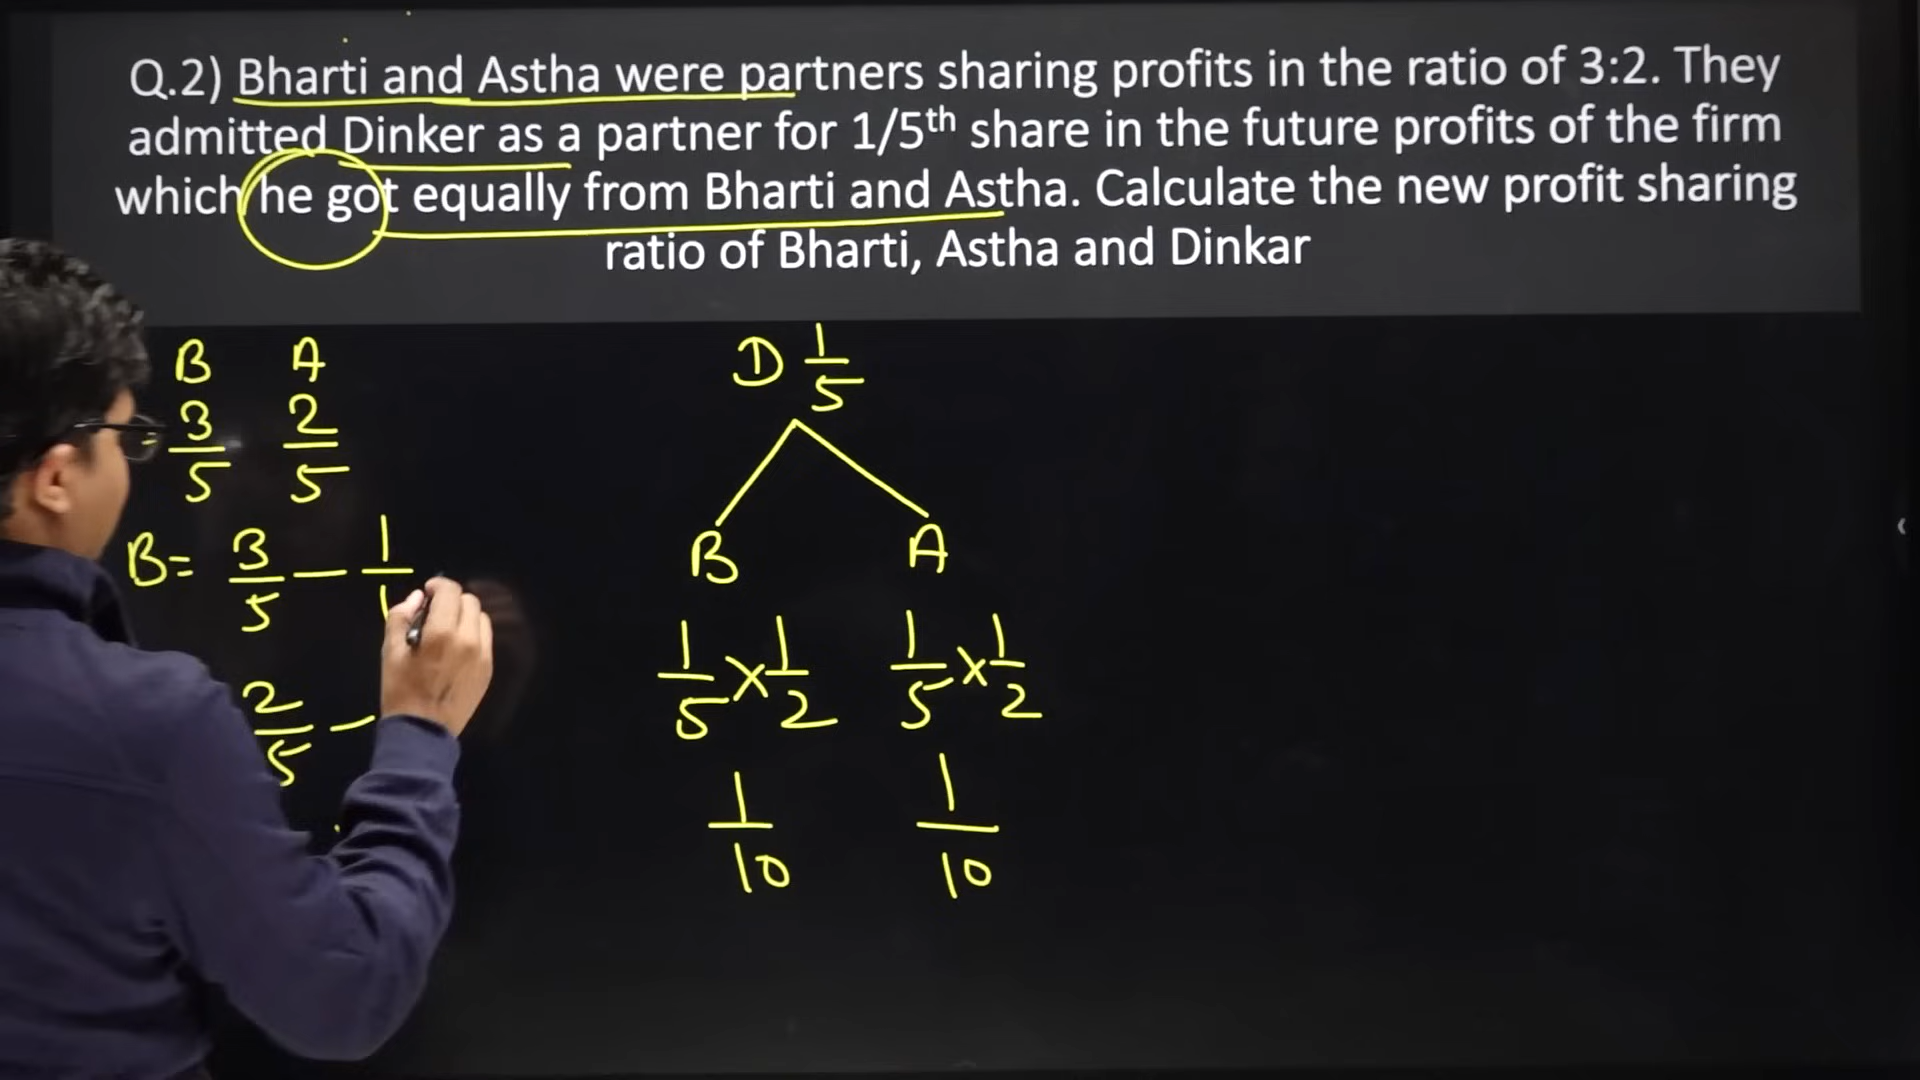 Q.2) Bharti and Astha were partners sharing profits in the ratio of 3:2. They
admitted Dinker as a partner for 1/5th share in the future profits of the firm
which he got equally from Bharti and Astha. Calculate the new profit sharing
ratio of Bharti, Astha and Dinkar
B A
3/5 2/5
B = 3/5 - 1/1
2/5 -
D 1/5
B A
1/5 × 1/2 1/5 × 1/2
1/10 1/10